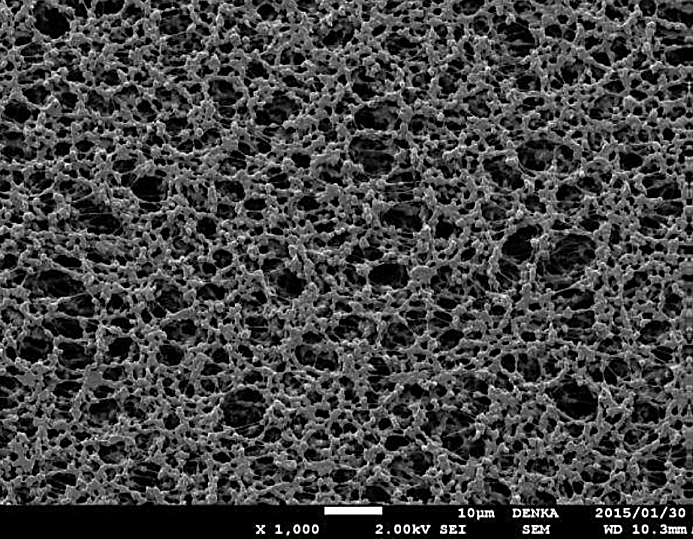 10μm DENKA 2015/01/30
X 1,000 2.00kV SEI SEM WD 10.3mm